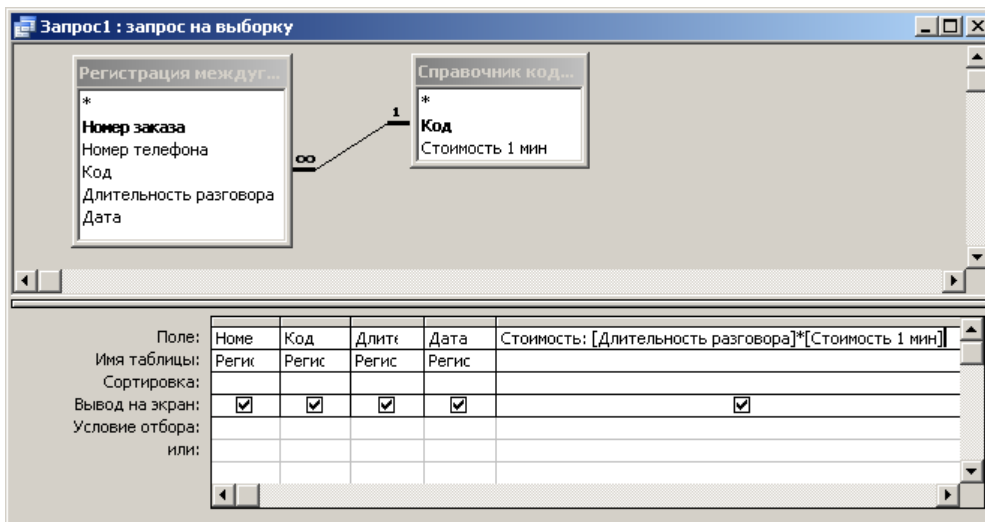 Запрос1 : запрос на выборку
Регистрация междуг...
*
Номер заказа
Номер телефона
Код
Длительность разговора
Дата
∞
1
Справочник код...
*
Код
Стоимость 1 мин
Поле: Номе Код Длите Дата Стоимость: [Длительность разговора]*[Стоимость 1 мин]
Имя таблицы: Регис Регис Регис Регис
Сортировка:
Вывод на экран:
Условие отбора:
или: